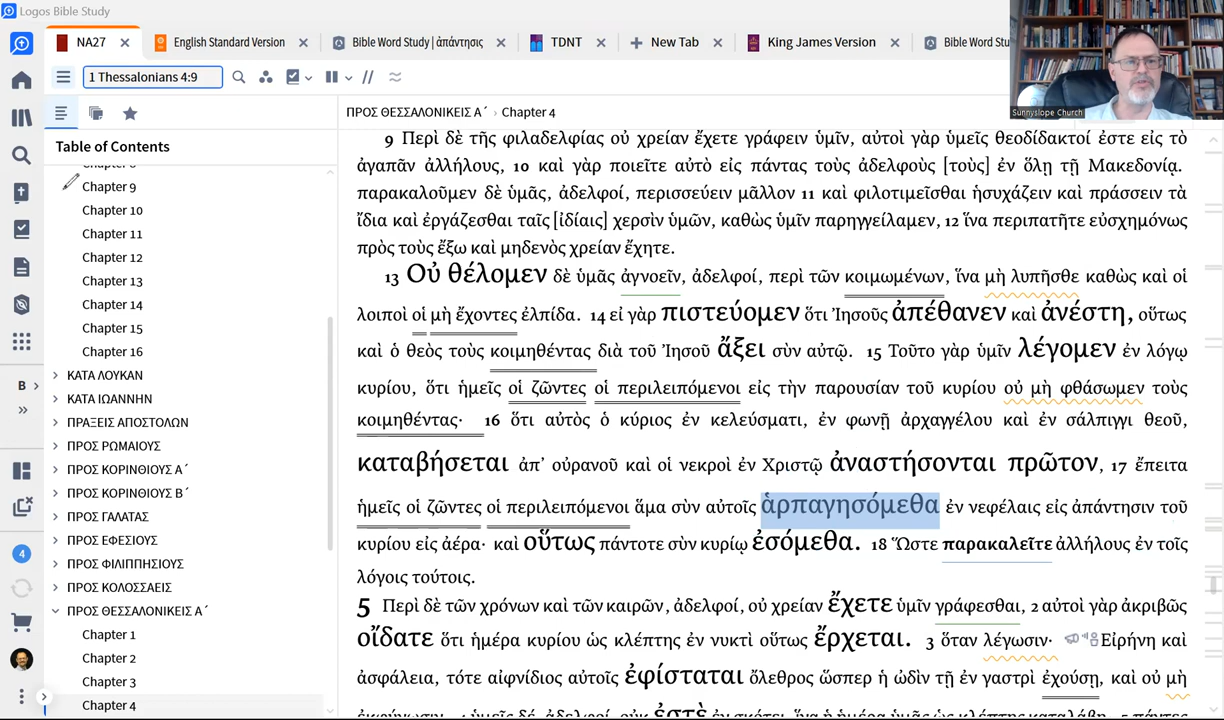 Logos Bible Study
NA27
English Standard Version
Bible Word Study | ἀπάντησις
TDNT
New Tab
King James Version
Bible Word Stu
1 Thessalonians 4:9
ΠΡΟΣ ΘΕΣΣΑΛΟΝΙΚΕΙΣ Α´ › Chapter 4
Sunnyslope Church
Table of Contents
Chapter 9
Chapter 10
Chapter 11
Chapter 12
Chapter 13
Chapter 14
Chapter 15
Chapter 16
ΚΑΤΑ ΛΟΥΚΑΝ
ΚΑΤΑ ΙΩΑΝΝΗΝ
ΠΡΑΞΕΙΣ ΑΠΟΣΤΟΛΩΝ
ΠΡΟΣ ΡΩΜΑΙΟΥΣ
ΠΡΟΣ ΚΟΡΙΝΘΙΟΥΣ Α´
ΠΡΟΣ ΚΟΡΙΝΘΙΟΥΣ Β´
ΠΡΟΣ ΓΑΛΑΤΑΣ
ΠΡΟΣ ΕΦΕΣΙΟΥΣ
ΠΡΟΣ ΦΙΛΙΠΠΗΣΙΟΥΣ
ΠΡΟΣ ΚΟΛΟΣΣΑΕΙΣ
ΠΡΟΣ ΘΕΣΣΑΛΟΝΙΚΕΙΣ Α´
Chapter 1
Chapter 2
Chapter 3
Chapter 4
B
4
9 Περὶ δὲ τῆς φιλαδελφίας οὐ χρείαν ἔχετε γράφειν ὑμῖν, αὐτοὶ γὰρ ὑμεῖς θεοδίδακτοί ἐστε εἰς τὸ
ἀγαπᾶν ἀλλήλους, 10 καὶ γὰρ ποιεῖτε αὐτὸ εἰς πάντας τοὺς ἀδελφοὺς [τοὺς] ἐν ὅλῃ τῇ Μακεδονίᾳ.
παρακαλοῦμεν δὲ ὑμᾶς, ἀδελφοί, περισσεύειν μᾶλλον 11 καὶ φιλοτιμεῖσθαι ἡσυχάζειν καὶ πράσσειν τὰ
ἴδια καὶ ἐργάζεσθαι ταῖς [ἰδίαις] χερσὶν ὑμῶν, καθὼς ὑμῖν παρηγγείλαμεν, 12 ἵνα περιπατῆτε εὐσχημόνως
πρὸς τοὺς ἔξω καὶ μηδενὸς χρείαν ἔχητε.
13 Οὐ θέλομεν δὲ ὑμᾶς ἀγνοεῖν, ἀδελφοί, περὶ τῶν κοιμωμένων, ἵνα μὴ λυπῆσθε καθὼς καὶ οἱ
λοιποὶ οἱ μὴ ἔχοντες ἐλπίδα. 14 εἰ γὰρ πιστεύομεν ὅτι Ἰησοῦς ἀπέθανεν καὶ ἀνέστη, οὕτως
καὶ ὁ θεὸς τοὺς κοιμηθέντας διὰ τοῦ Ἰησοῦ ἄξει σὺν αὐτῷ. 15 Τοῦτο γὰρ ὑμῖν λέγομεν ἐν λόγῳ
κυρίου, ὅτι ἡμεῖς οἱ ζῶντες οἱ περιλειπόμενοι εἰς τὴν παρουσίαν τοῦ κυρίου οὐ μὴ φθάσωμεν τοὺς
κοιμηθέντας· 16 ὅτι αὐτὸς ὁ κύριος ἐν κελεύσματι, ἐν φωνῇ ἀρχαγγέλου καὶ ἐν σάλπιγγι θεοῦ,
καταβήσεται ἀπ’ οὐρανοῦ καὶ οἱ νεκροὶ ἐν Χριστῷ ἀναστήσονται πρῶτον, 17 ἔπειτα
ἡμεῖς οἱ ζῶντες οἱ περιλειπόμενοι ἅμα σὺν αὐτοῖς ἁρπαγησόμεθα ἐν νεφέλαις εἰς ἀπάντησιν τοῦ
κυρίου εἰς ἀέρα· καὶ οὕτως πάντοτε σὺν κυρίῳ ἐσόμεθα. 18 Ὥστε παρακαλεῖτε ἀλλήλους ἐν τοῖς
λόγοις τούτοις.
5 Περὶ δὲ τῶν χρόνων καὶ τῶν καιρῶν, ἀδελφοί, οὐ χρείαν ἔχετε ὑμῖν γράφεσθαι, 2 αὐτοὶ γὰρ ἀκριβῶς
οἴδατε ὅτι ἡμέρα κυρίου ὡς κλέπτης ἐν νυκτὶ οὕτως ἔρχεται. 3 ὅταν λέγωσιν· Εἰρήνη καὶ
ἀσφάλεια, τότε αἰφνίδιος αὐτοῖς ἐφίσταται ὄλεθρος ὥσπερ ἡ ὠδὶν τῇ ἐν γαστρὶ ἐχούσῃ, καὶ οὐ μὴ